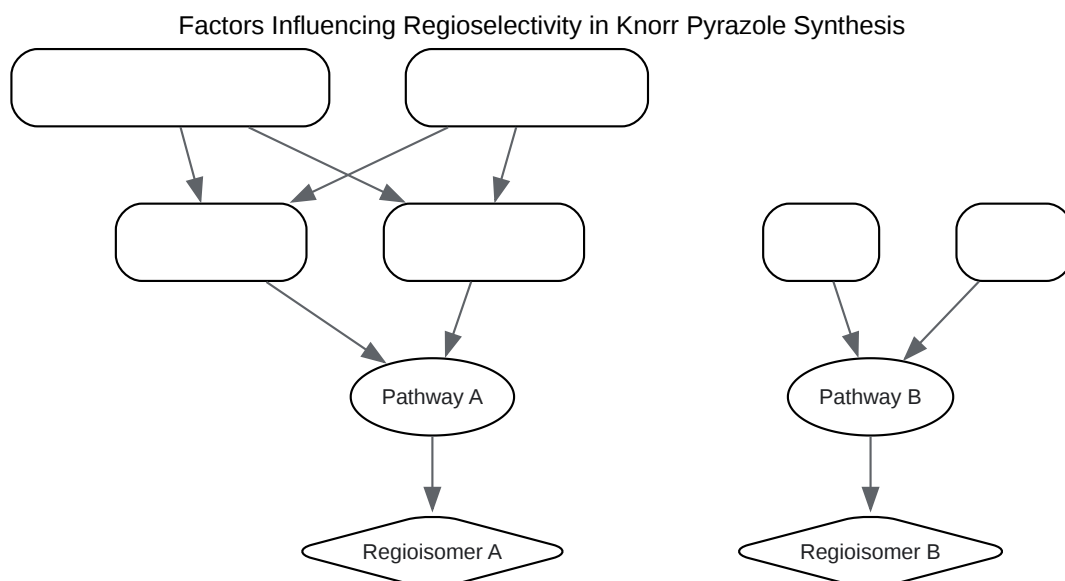 Factors Influencing Regioselectivity in Knorr Pyrazole Synthesis
Pathway A
Pathway B
Regioisomer A
Regioisomer B